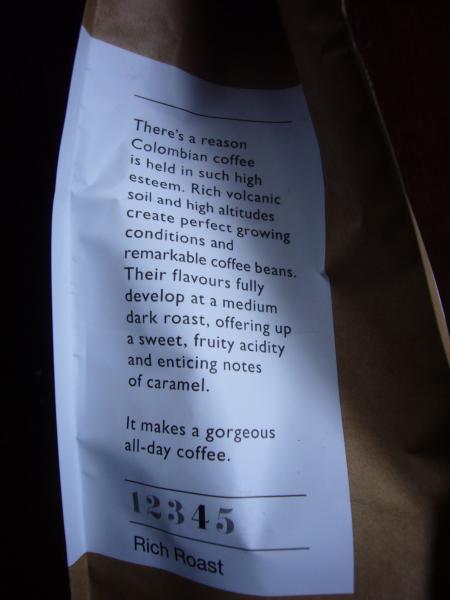 There's a reason
Colombian coffee
is held in such high
esteem. Rich volcanic
soil and high altitudes
create perfect growing
conditions and
remarkable coffee beans.
Their flavours fully
develop at a medium
dark roast, offering up
a sweet, fruity acidity
and enticing notes
of caramel.
It makes a gorgeous
all-day coffee.
12345
Rich Roast